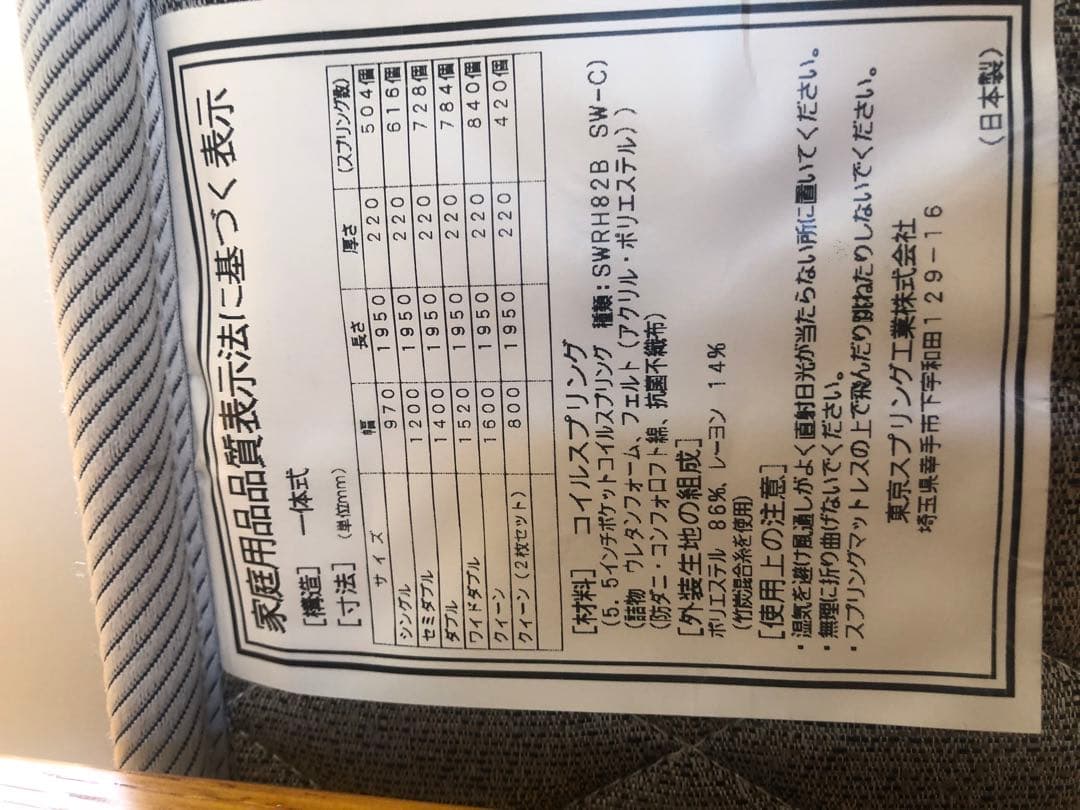 家庭用品品質表示法に基づく表示
[構造] 一体式
[寸法] (単位mm) (スプリング数)
サイズ 幅 長さ 厚さ
シングル 970 1950 220 504個
セミダブル 1200 1950 220 616個
ダブル 1400 1950 220 728個
ワイドダブル 1520 1950 220 784個
クィーン 1600 1950 220 840個
クィーン(2枚セット) 800 1950 220 420個
[材料] コイルスプリング
(5.5インチポケットコイルスプリング 種類:SWRH82B SW-C)
(詰物 ウレタンフォーム、フェルト(アクリル・ポリエステル))
(防ダニ・コンフォロフト綿、抗菌不織布)
[外装生地の組成]
ポリエステル 86%、レーヨン 14%
(竹炭混合糸を使用)
[使用上の注意]
・湿気を避け風通しがよく直射日光が当たらない所に置いてください。
・無理に折り曲げないでください。
・スプリングマットレスの上で飛んだり跳ねたりしないでください。
東京スプリング工業株式会社
埼玉県幸手市下宇和田129-16
(日本製)